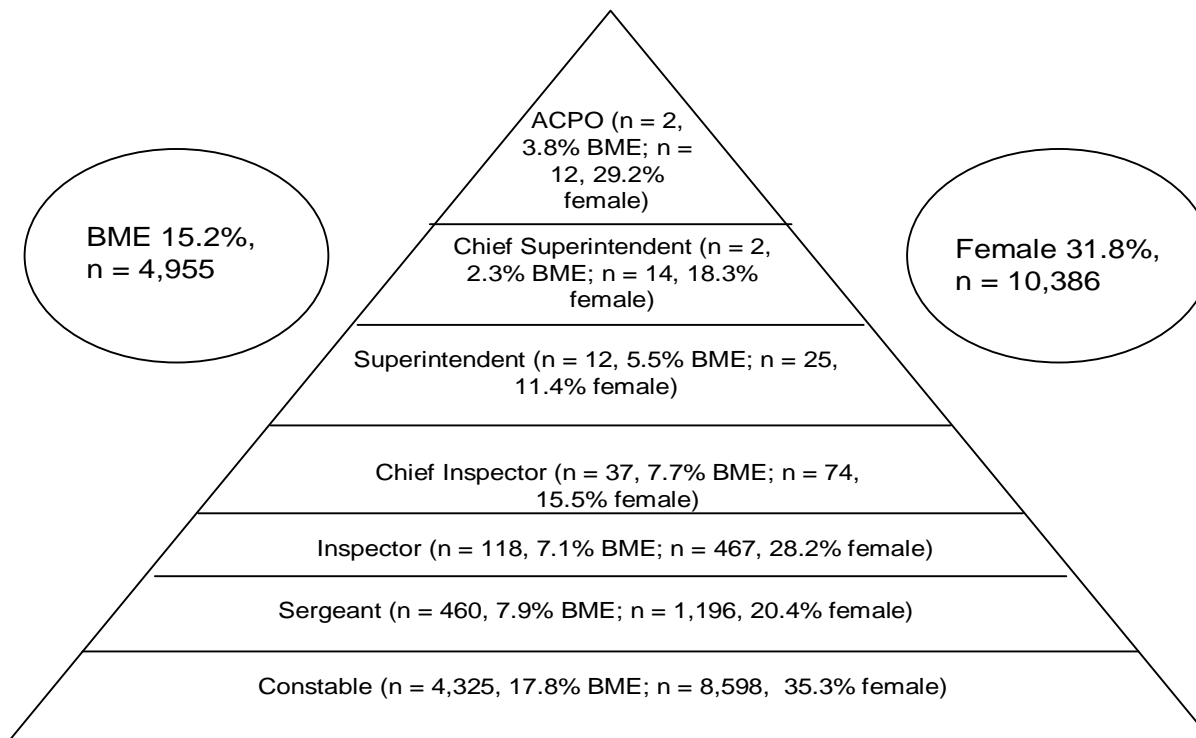 ACPO (n = 2,
3.8% BME; n =
12, 29.2%
female)
BME 15.2%,
n = 4,955
Female 31.8%,
n = 10,386
Chief Superintendent (n = 2,
2.3% BME; n = 14, 18.3%
female)
Superintendent (n = 12, 5.5% BME; n = 25,
11.4% female)
Chief Inspector (n = 37, 7.7% BME; n = 74,
15.5% female)
Inspector (n = 118, 7.1% BME; n = 467, 28.2% female)
Sergeant (n = 460, 7.9% BME; n = 1,196, 20.4% female)
Constable (n = 4,325, 17.8% BME; n = 8,598, 35.3% female)